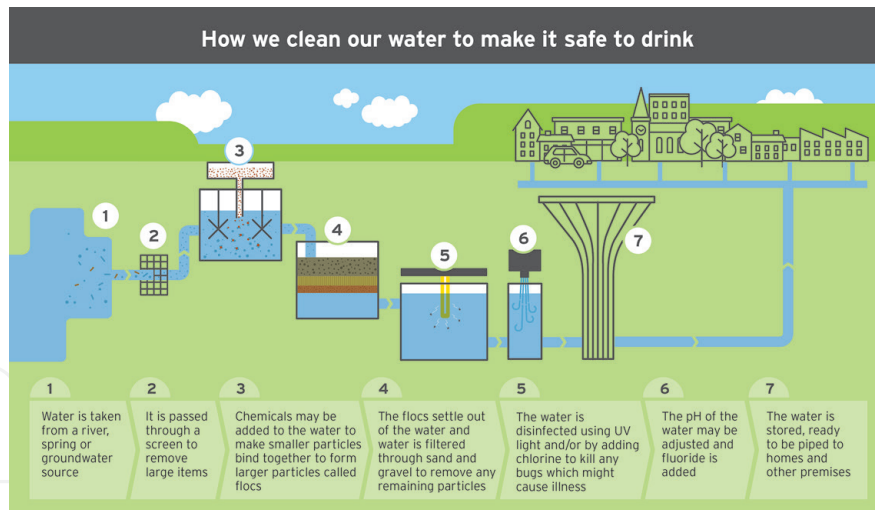 How we clean our water to make it safe to drink
3
1
2
4
5
6
7
1
Water is taken
from a river,
spring or
groundwater
source
2
It is passed
through a
screen to
remove
large items
3
Chemicals may be
added to the water to
make smaller particles
bind together to form
larger particles called
flocs
4
The flocs settle out
of the water and
water is filtered
through sand and
gravel to remove any
remaining particles
5
The water is
disinfected using UV
light and/or by adding
chlorine to kill any
bugs which might
cause illness
6
The pH of the
water may be
adjusted and
fluoride is
added
7
The water is
stored, ready
to be piped to
homes and
other premises